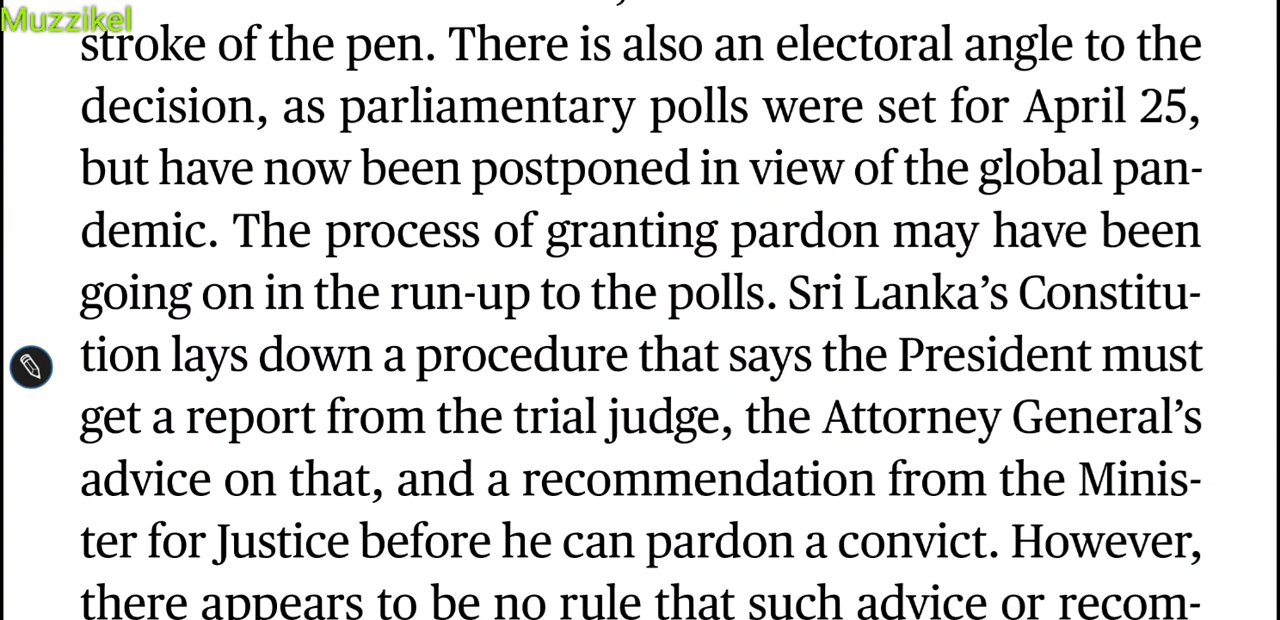 Muzzikel
stroke of the pen. There is also an electoral angle to the
decision, as parliamentary polls were set for April 25,
but have now been postponed in view of the global pan-
demic. The process of granting pardon may have been
going on in the run-up to the polls. Sri Lanka’s Constitu-
tion lays down a procedure that says the President must
get a report from the trial judge, the Attorney General’s
advice on that, and a recommendation from the Minis-
ter for Justice before he can pardon a convict. However,
there appears to be no rule that such advice or recom-